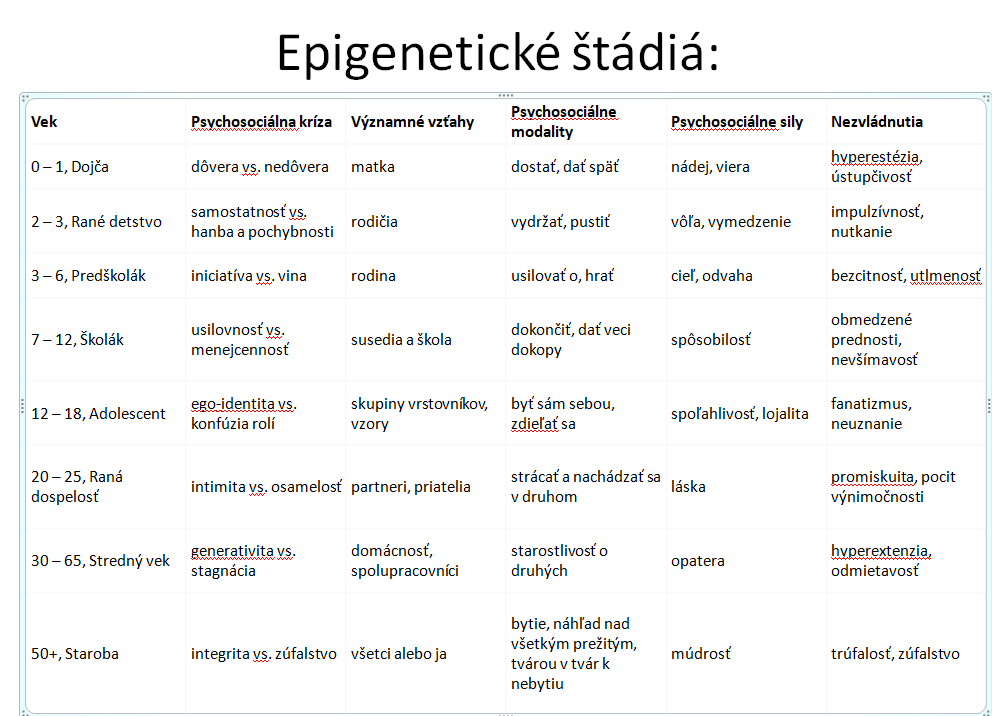 Epigenetické štádiá:
Vek
Psychosociálna kríza
Významné vzťahy
Psychosociálne
modality
Psychosociálne sily
Nezvládnutia
0 – 1, Dojča
dôvera vs. nedôvera
matka
dostať, dať späť
nádej, viera
hyperestézia,
ústupčivosť
2 – 3, Rané detstvo
samostatnosť vs.
hanba a pochybnosti
rodičia
vydržať, pustiť
vôľa, vymedzenie
impulzívnosť,
nutkanie
3 – 6, Predškolák
iniciatíva vs. vina
rodina
usilovať o, hrať
cieľ, odvaha
bezcitnosť, utlmenosť
7 – 12, Školák
usilovnosť vs.
menejcennosť
susedia a škola
dokončiť, dať veci
dokopy
spôsobilosť
obmedzené
prednosti,
nevšímavosť
12 – 18, Adolescent
ego-identita vs.
konfúzia rolí
skupiny vrstovníkov,
vzory
byť sám sebou,
zdieľať sa
spoľahlivosť, lojalita
fanatizmus,
neuznanie
20 – 25, Raná
dospelosť
intimita vs. osamelosť
partneri, priatelia
strácať a nachádzať sa
v druhom
láska
promiskuita, pocit
výnimočnosti
30 – 65, Stredný vek
generativita vs.
stagnácia
domácnosť,
spolupracovníci
starostlivosť o
druhých
opatera
hyperextenzia,
odmietavosť
50+, Staroba
integrita vs. zúfalstvo
všetci alebo ja
bytie, náhľad nad
všetkým prežitým,
tvárou v tvár k
nebytiu
múdrosť
trúfalosť, zúfalstvo